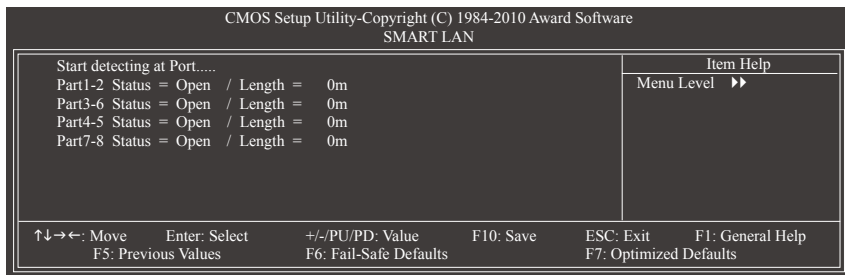 CMOS Setup Utility-Copyright (C) 1984-2010 Award Software
SMART LAN
Start detecting at Port.....
Part1-2 Status = Open / Length = 0m
Part3-6 Status = Open / Length = 0m
Part4-5 Status = Open / Length = 0m
Part7-8 Status = Open / Length = 0m
Item Help
Menu Level ▶▶
↑↓→←: Move Enter: Select +/-/PU/PD: Value F10: Save ESC: Exit F1: General Help
F5: Previous Values F6: Fail-Safe Defaults F7: Optimized Defaults